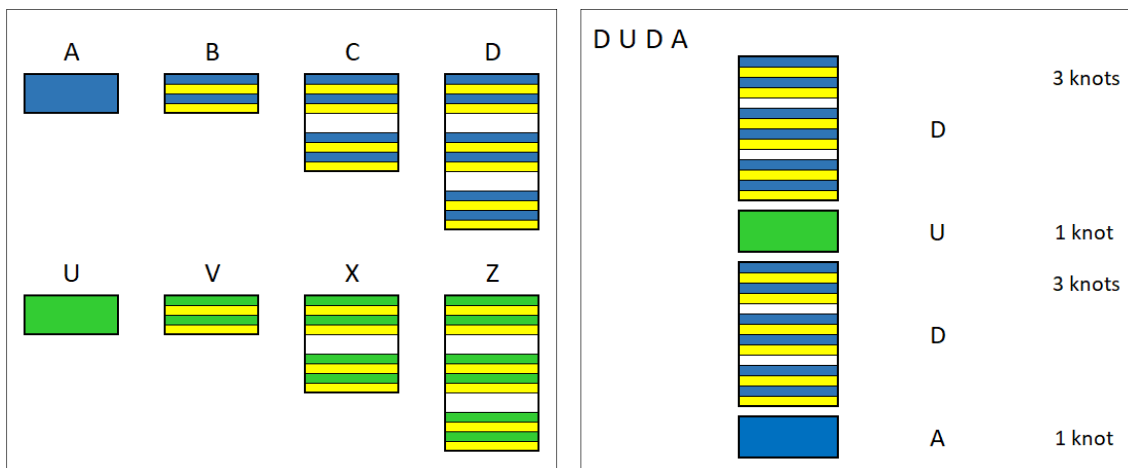 A B C D
U V X Z
D U D A
3 knots
D
U 1 knot
3 knots
D
A 1 knot